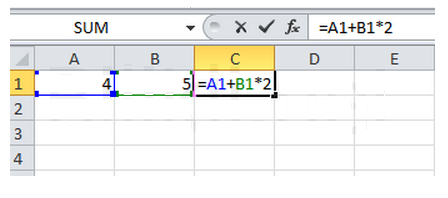 SUM fx =A1+B1*2
A B C D E
1 4 5 =A1+B1*2
2
3
4